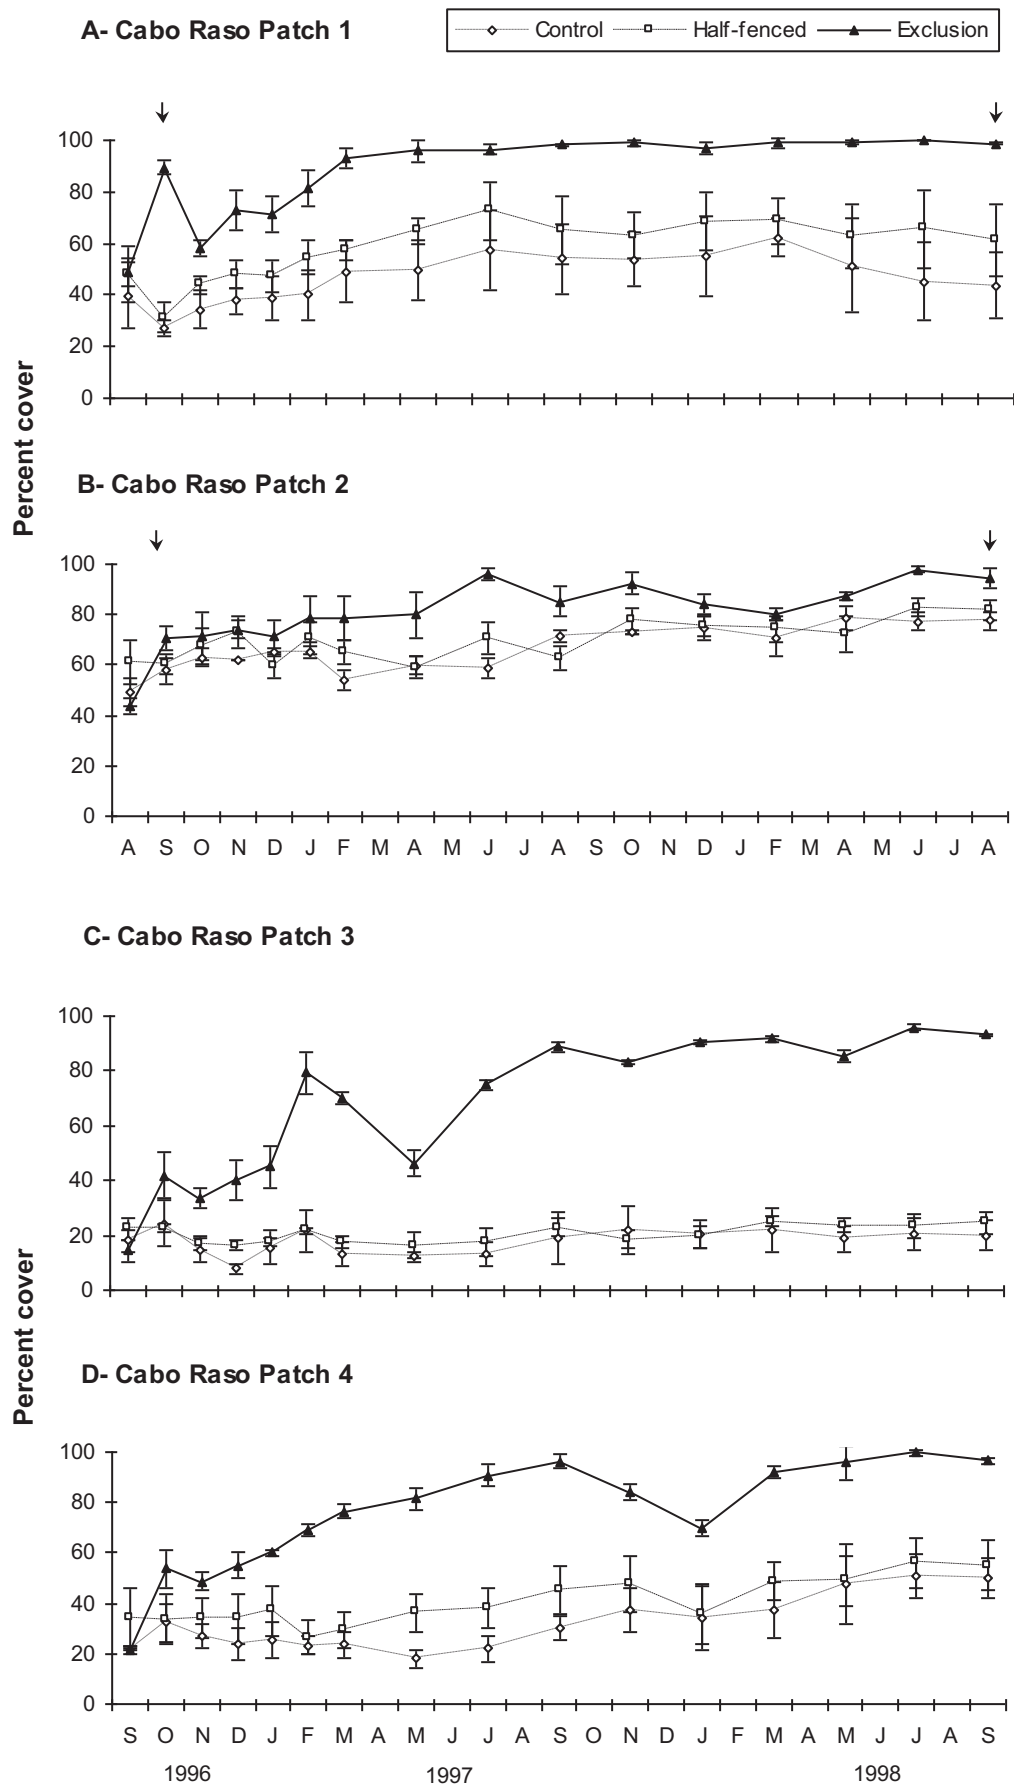 A- Cabo Raso Patch 1
Control Half-fenced Exclusion
100
80
60
40
20
0
Percent cover
B- Cabo Raso Patch 2
100
80
60
40
20
0
A S O N D J F M A M J J A S O N D J F M A M J J A
C- Cabo Raso Patch 3
100
80
60
40
20
0
Percent cover
D- Cabo Raso Patch 4
100
80
60
40
20
0
S O N D J F M A M J J A S O N D J F M A M J J A S
1996 1997 1998